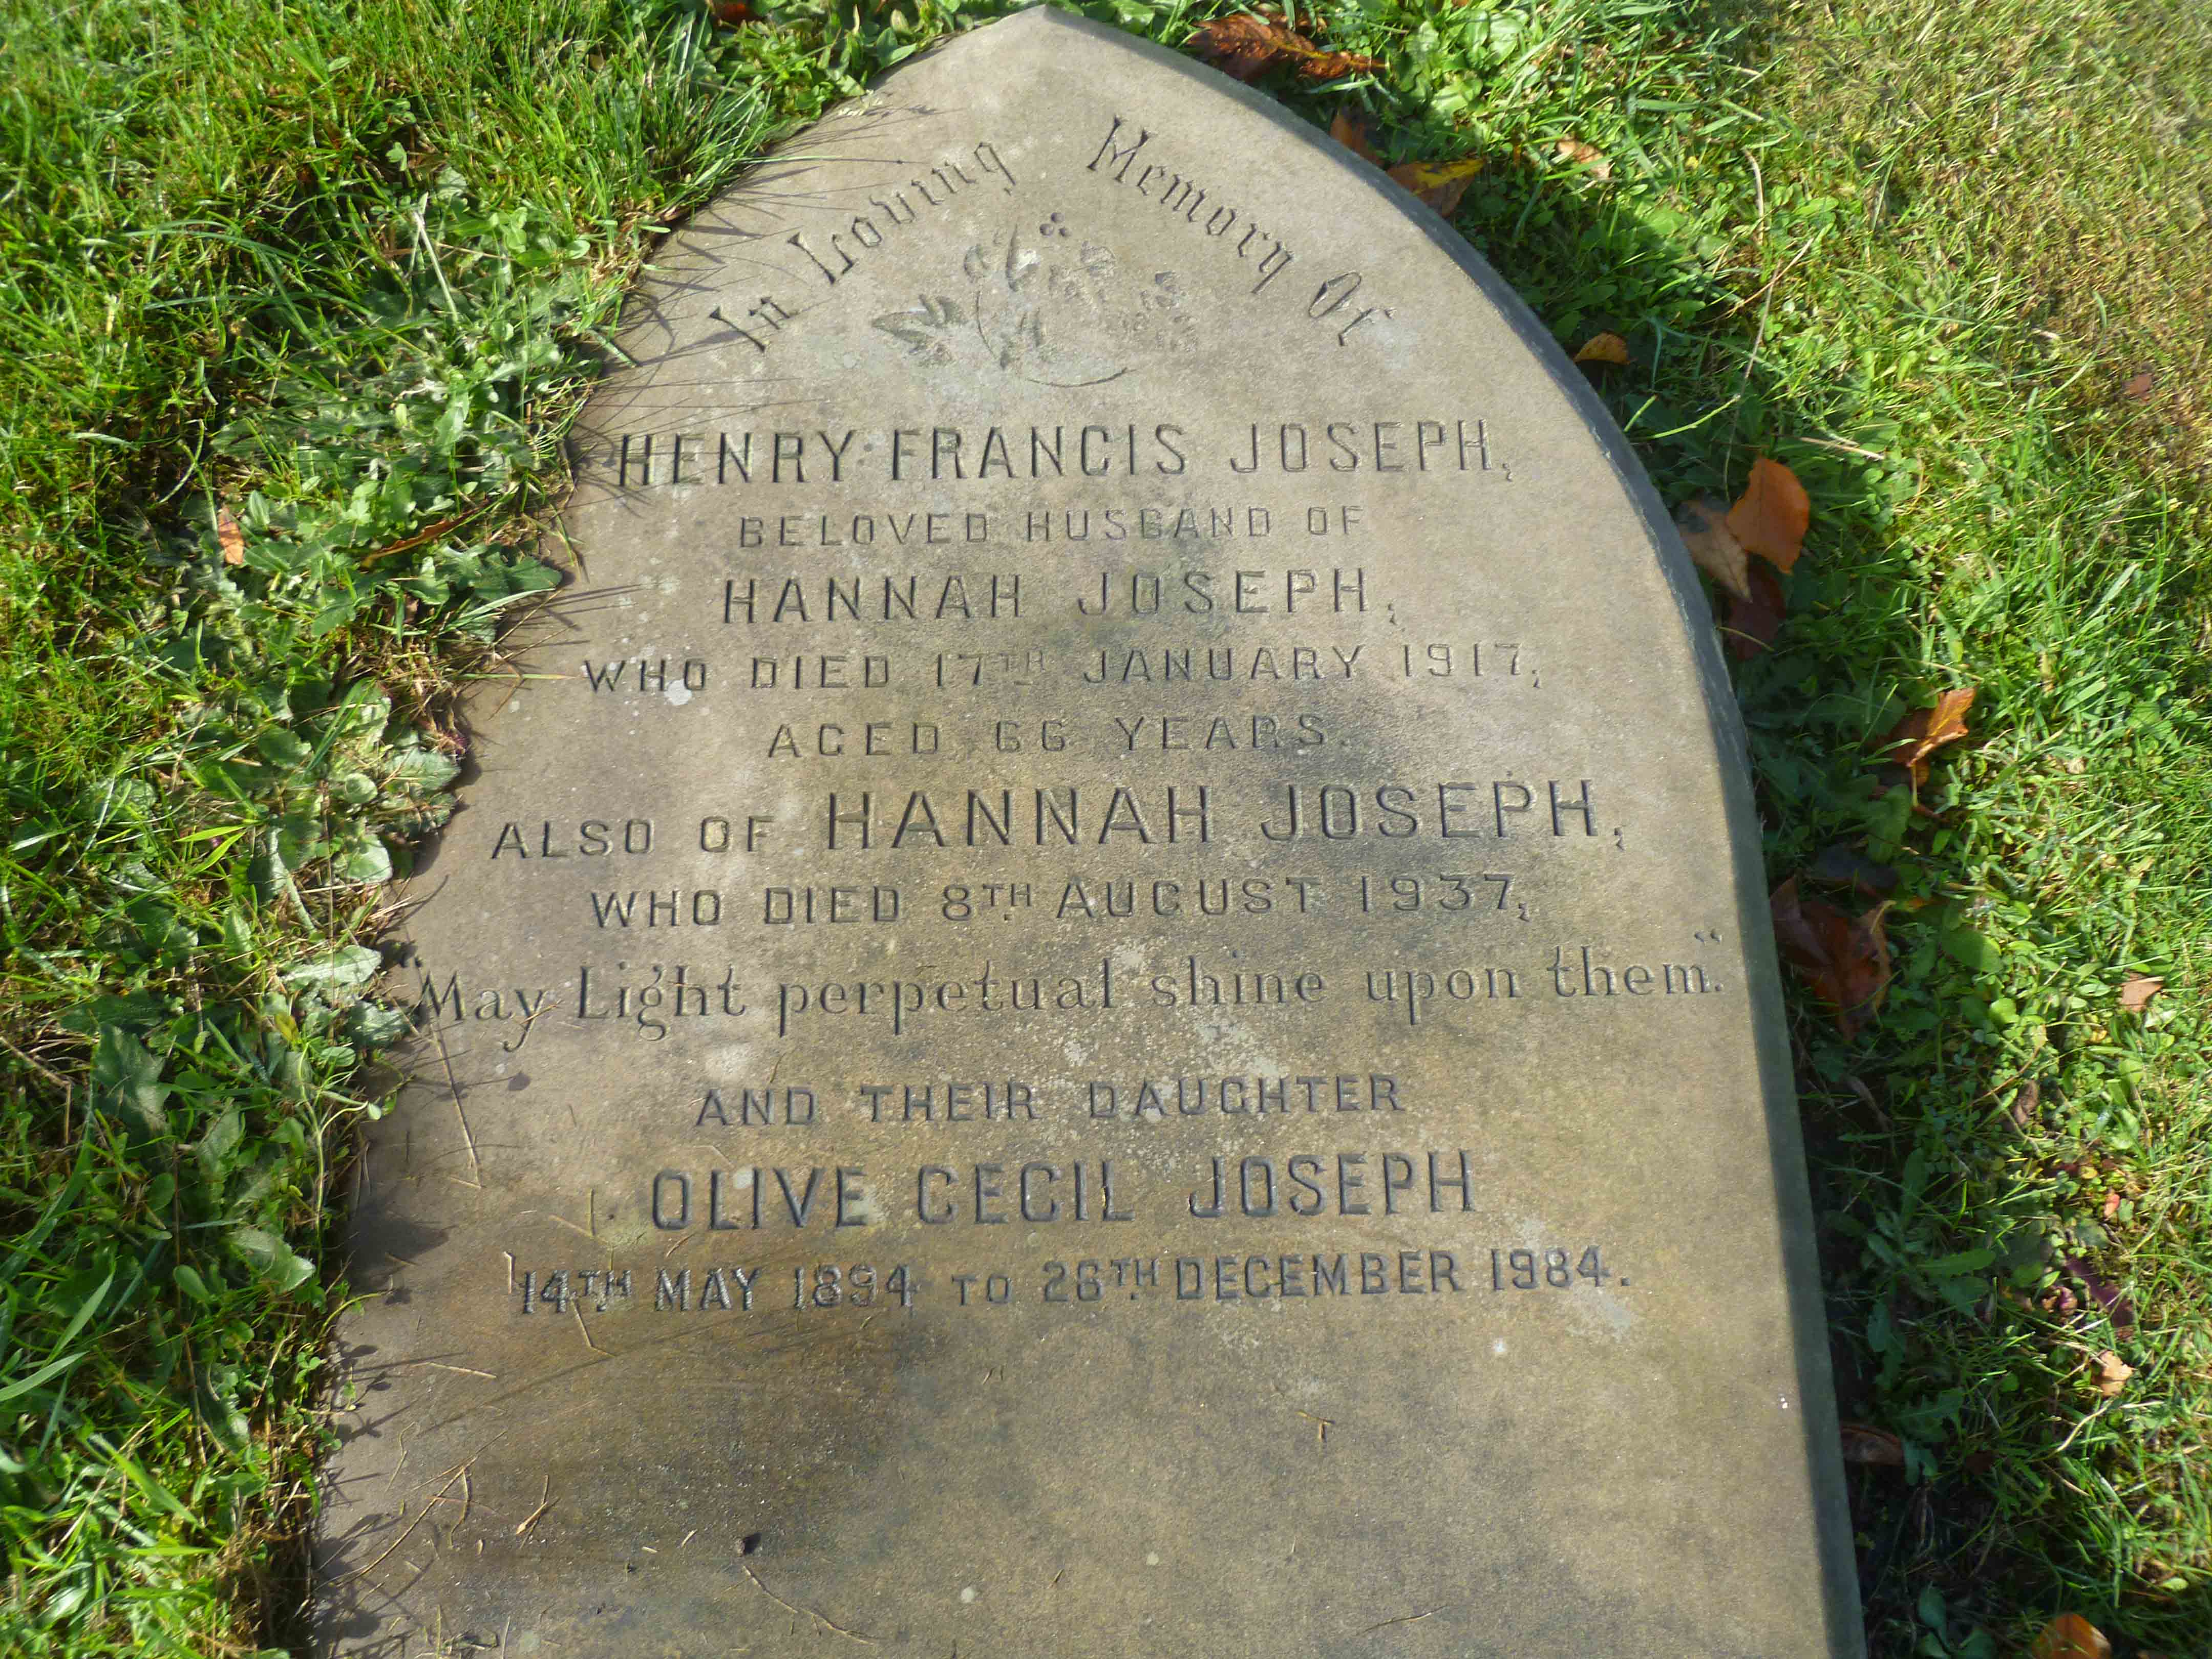 In Loving Memory Of
HENRY FRANCIS JOSEPH,
BELOVED HUSBAND OF
HANNAH JOSEPH,
WHO DIED 17TH JANUARY 1917,
AGED 66 YEARS.
ALSO OF HANNAH JOSEPH,
WHO DIED 8TH AUGUST 1937,
"May Light perpetual shine upon them."
AND THEIR DAUGHTER
OLIVE CECIL JOSEPH
14TH MAY 1894 TO 26TH DECEMBER 1984.